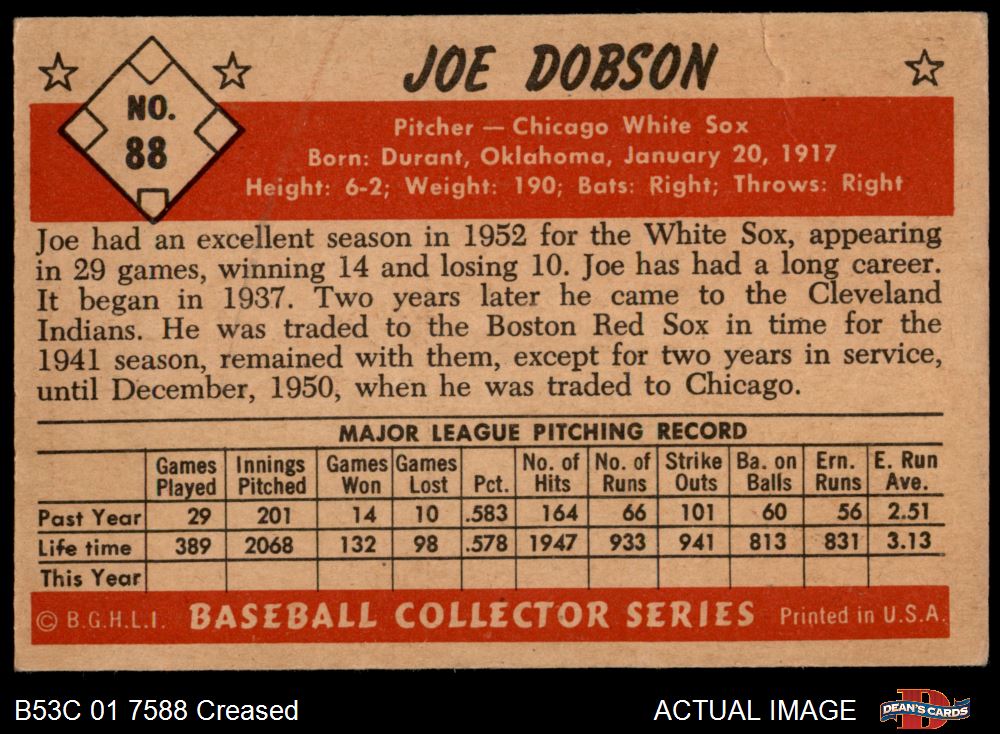 JOE DOBSON
NO.
88
Pitcher — Chicago White Sox
Born: Durant, Oklahoma, January 20, 1917
Height: 6-2; Weight: 190; Bats: Right; Throws: Right
Joe had an excellent season in 1952 for the White Sox, appearing
in 29 games, winning 14 and losing 10. Joe has had a long career.
It began in 1937. Two years later he came to the Cleveland
Indians. He was traded to the Boston Red Sox in time for the
1941 season, remained with them, except for two years in service,
until December, 1950, when he was traded to Chicago.
MAJOR LEAGUE PITCHING RECORD
Games Innings Games Games No. of No. of Strike Ba. on Ern. E. Run
Played Pitched Won Lost Pct. Hits Runs Outs Balls Runs Ave.
Past Year 29 201 14 10 .583 164 66 101 60 56 2.51
Life time 389 2068 132 98 .578 1947 933 941 813 831 3.13
This Year
© B.G.H.L.I. BASEBALL COLLECTOR SERIES Printed in U.S.A.
B53C 01 7588 Creased ACTUAL IMAGE D DEAN'S CARDS